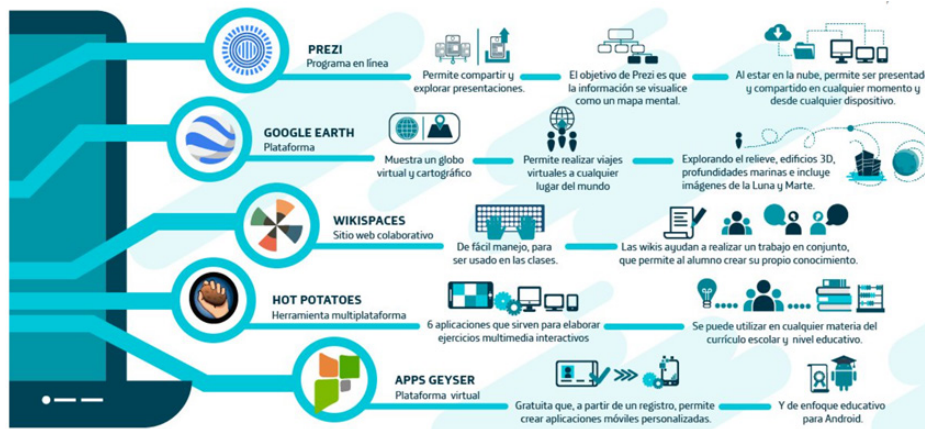 PREZI
Programa en línea
Permite compartir y
explorar presentaciones.
El objetivo de Prezi es que
la información se visualice
como un mapa mental.
Al estar en la nube, permite ser presentado
y compartido en cualquier momento y
desde cualquier dispositivo.
GOOGLE EARTH
Plataforma
Muestra un globo
virtual y cartográfico
Permite realizar viajes
virtuales a cualquier
lugar del mundo
Explorando el relieve, edificios 3D,
profundidades marinas e incluye
imágenes de la Luna y Marte.
WIKISPACES
Sitio web colaborativo
De fácil manejo, para
ser usado en las clases.
Las wikis ayudan a realizar un trabajo en conjunto,
que permite al alumno crear su propio conocimiento.
HOT POTATOES
Herramienta multiplataforma
6 aplicaciones que sirven para elaborar
ejercicios multimedia interactivos
Se puede utilizar en cualquier materia del
currículo escolar y nivel educativo.
APPS GEYSER
Plataforma virtual
Gratuita que, a partir de un registro, permite
crear aplicaciones móviles personalizadas.
Y de enfoque educativo
para Android.